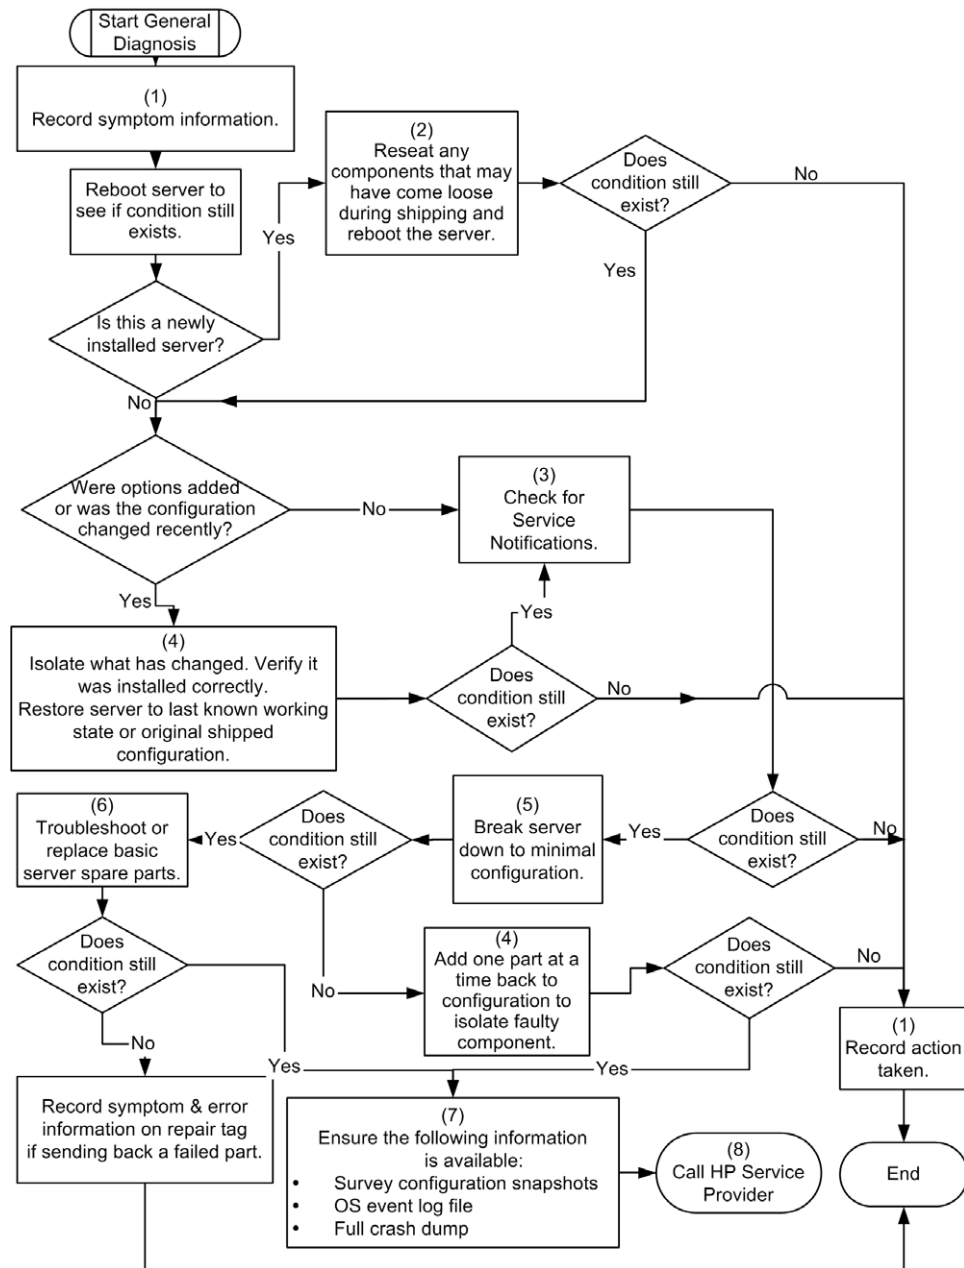 Start General
Diagnosis
(1)
Record symptom information.
Reboot server to
see if condition still
exists.
Yes
(2)
Reseat any
components that may
have come loose
during shipping and
reboot the server.
Does
condition still
exist?
No
Yes
Is this a newly
installed server?
No
Were options added
or was the configuration
changed recently?
No
(3)
Check for
Service
Notifications.
Yes
Yes
(4)
Isolate what has changed. Verify it
was installed correctly.
Restore server to last known working
state or original shipped
configuration.
Does
condition still
exist?
No
(6)
Troubleshoot or
replace basic
server spare parts.
Yes
Does
condition still
exist?
(5)
Break server
down to minimal
configuration.
Yes
Does
condition still
exist?
No
Does
condition still
exist?
No
(4)
Add one part at a
time back to
configuration to
isolate faulty
component.
Does
condition still
exist?
No
No
Yes
Yes
(1)
Record action
taken.
Record symptom & error
information on repair tag
if sending back a failed part.
(7)
Ensure the following information
is available:
• Survey configuration snapshots
• OS event log file
• Full crash dump
(8)
Call HP Service
Provider
End